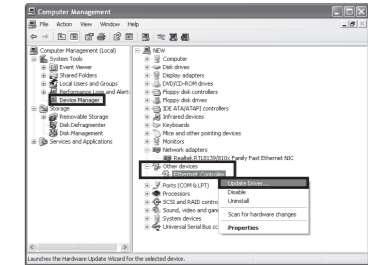 Computer Management
File Action View Window Help
Computer Management (Local)
System Tools
Event Viewer
Shared Folders
Local Users and Groups
Performance Logs and Alert
Device Manager
Storage
Removable Storage
Disk Defragmenter
Disk Management
Services and Applications
NEW
Computer
Disk drives
Display adapters
DVD/CD-ROM drives
Floppy disk controllers
Floppy disk drives
IDE ATA/ATAPI controllers
Infrared devices
Keyboards
Mice and other pointing devices
Monitors
Network adapters
Realtek RTL8139/810x Family Fast Ethernet NIC
Other devices
Ethernet Controller
Ports (COM & LPT)
Processors
SCSI and RAID contro
Sound, video and gam
System devices
Universal Serial Bus co
Update Driver...
Disable
Uninstall
Scan for hardware changes
Properties
Launches the Hardware Update Wizard for the selected device.